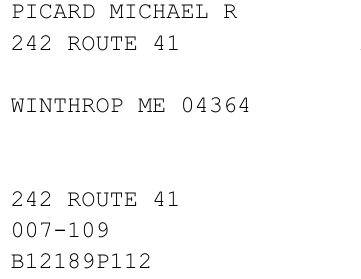 PICARD MICHAEL R
242 ROUTE 41
WINTHROP ME 04364
242 ROUTE 41
007-109
B12189P112